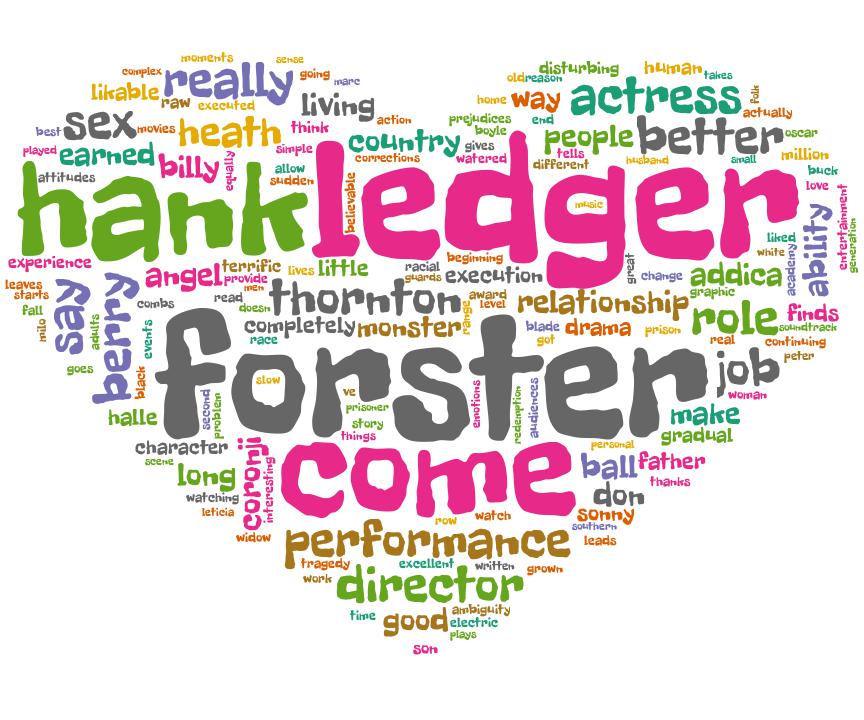 moments sense
complex really going marc
likable raw executed living
disturbing human takes
old reason folk
home way actress actually
best sex movies heath think action
prejudices boyle end people better oscar
played earned billy equally simple country gives watered
corrections tells different husband small million
attitudes allow sudden believable buck
hank ledger
music love
liked white academy ability entertainment generation
experience angel terrific lives little racial guards beginning execution great change addica
provide men graphic
leaves starts say berry combs read doesn thornton award level range relationship role finds
fall milo adults events completely monster blade drama prison soundtrack
race got real continuing
goes black forster job peter
slow ve woman
halle second problem prisoner story things emotions redemption audiences make
gradual
character coronji interesting come personal ball father
scene long thanks
watching don
leticia row watch sonny
widow performance southern leads
tragedy excellent written grown
work director
time good ambiguity electric
plays
son